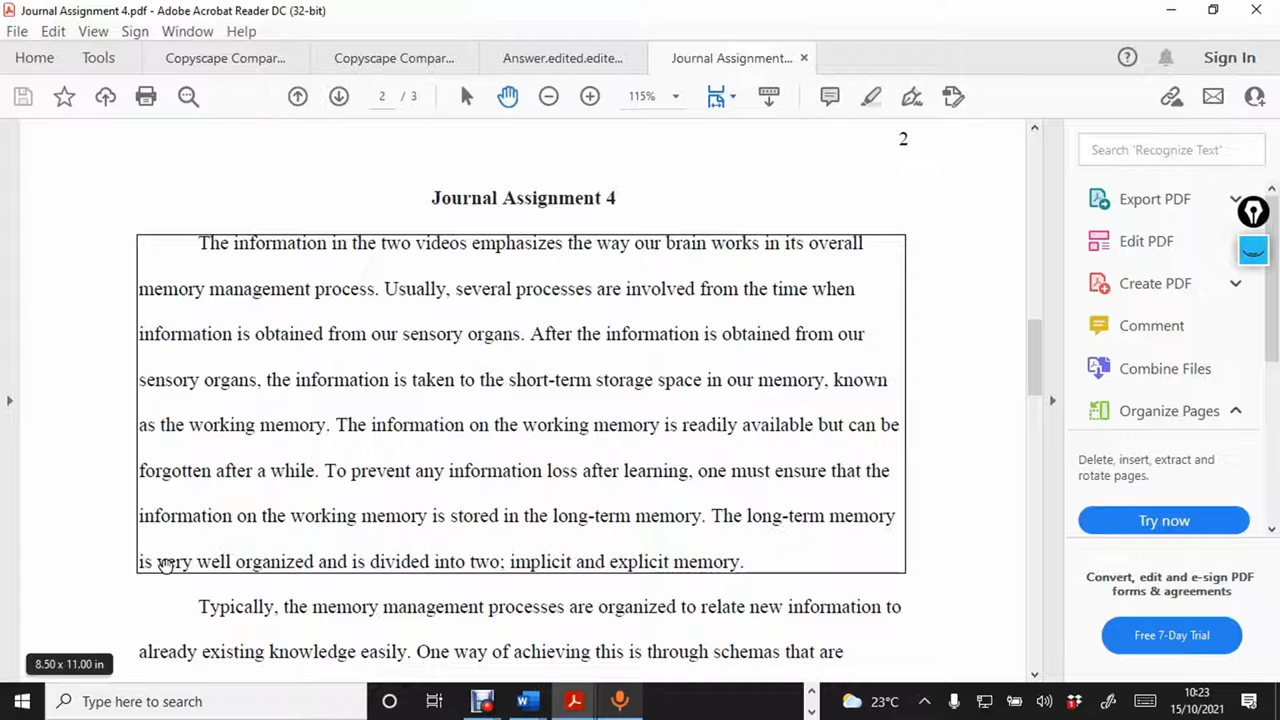 Journal Assignment 4.pdf - Adobe Acrobat Reader DC (32-bit)
File Edit View Sign Window Help
Home Tools Copyscape Compar... Copyscape Compar... Answer.edited.edite... Journal Assignment... Sign In
2 / 3 115%
2
Journal Assignment 4
The information in the two videos emphasizes the way our brain works in its overall
memory management process. Usually, several processes are involved from the time when
information is obtained from our sensory organs. After the information is obtained from our
sensory organs, the information is taken to the short-term storage space in our memory, known
as the working memory. The information on the working memory is readily available but can be
forgotten after a while. To prevent any information loss after learning, one must ensure that the
information on the working memory is stored in the long-term memory. The long-term memory
is very well organized and is divided into two; implicit and explicit memory.
Typically, the memory management processes are organized to relate new information to
already existing knowledge easily. One way of achieving this is through schemas that are
8.50 x 11.00 in
Search 'Recognize Text'
Export PDF
Edit PDF
Create PDF
Comment
Combine Files
Organize Pages
Delete, insert, extract and
rotate pages.
Try now
Convert, edit and e-sign PDF
forms & agreements
Free 7-Day Trial
Type here to search
23°C
10:23
15/10/2021